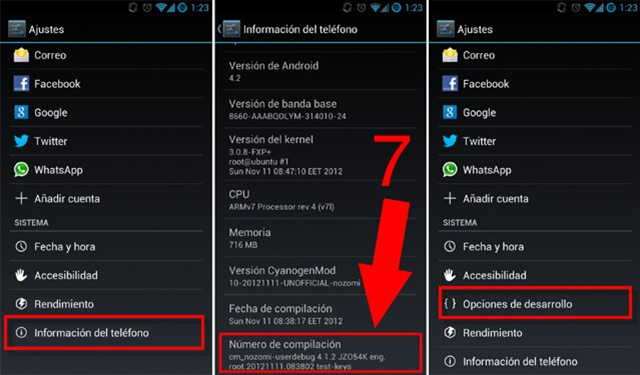 1:23
Ajustes
Correo
Facebook
Google
Twitter
WhatsApp
Añadir cuenta
SISTEMA
Fecha y hora
Accesibilidad
Rendimiento
Información del teléfono
1:23
Información del teléfono
Versión de Android
4.2
Versión de banda base
8660-AAABQOLYM-314010-24
Versión del kernel
3.0.8-FXP+
root@ubuntu #1
Sun Nov 11 08:47:10 EET 2012
CPU
ARMv7 Processor rev 4 (v7l)
Memoria
716 MB
Versión CyanogenMod
10-20121111-UNOFFICIAL-nozomi
Fecha de compilación
Sun Nov 11 08:38:17 EET 2012
Número de compilación
cm_nozomi-userdebug 4.1.2 JZO54K eng.
root.20121111.083802 test-keys
7
1:23
Ajustes
Correo
Facebook
Google
Twitter
WhatsApp
Añadir cuenta
SISTEMA
Fecha y hora
Accesibilidad
{ } Opciones de desarrollo
Rendimiento
Información del teléfono